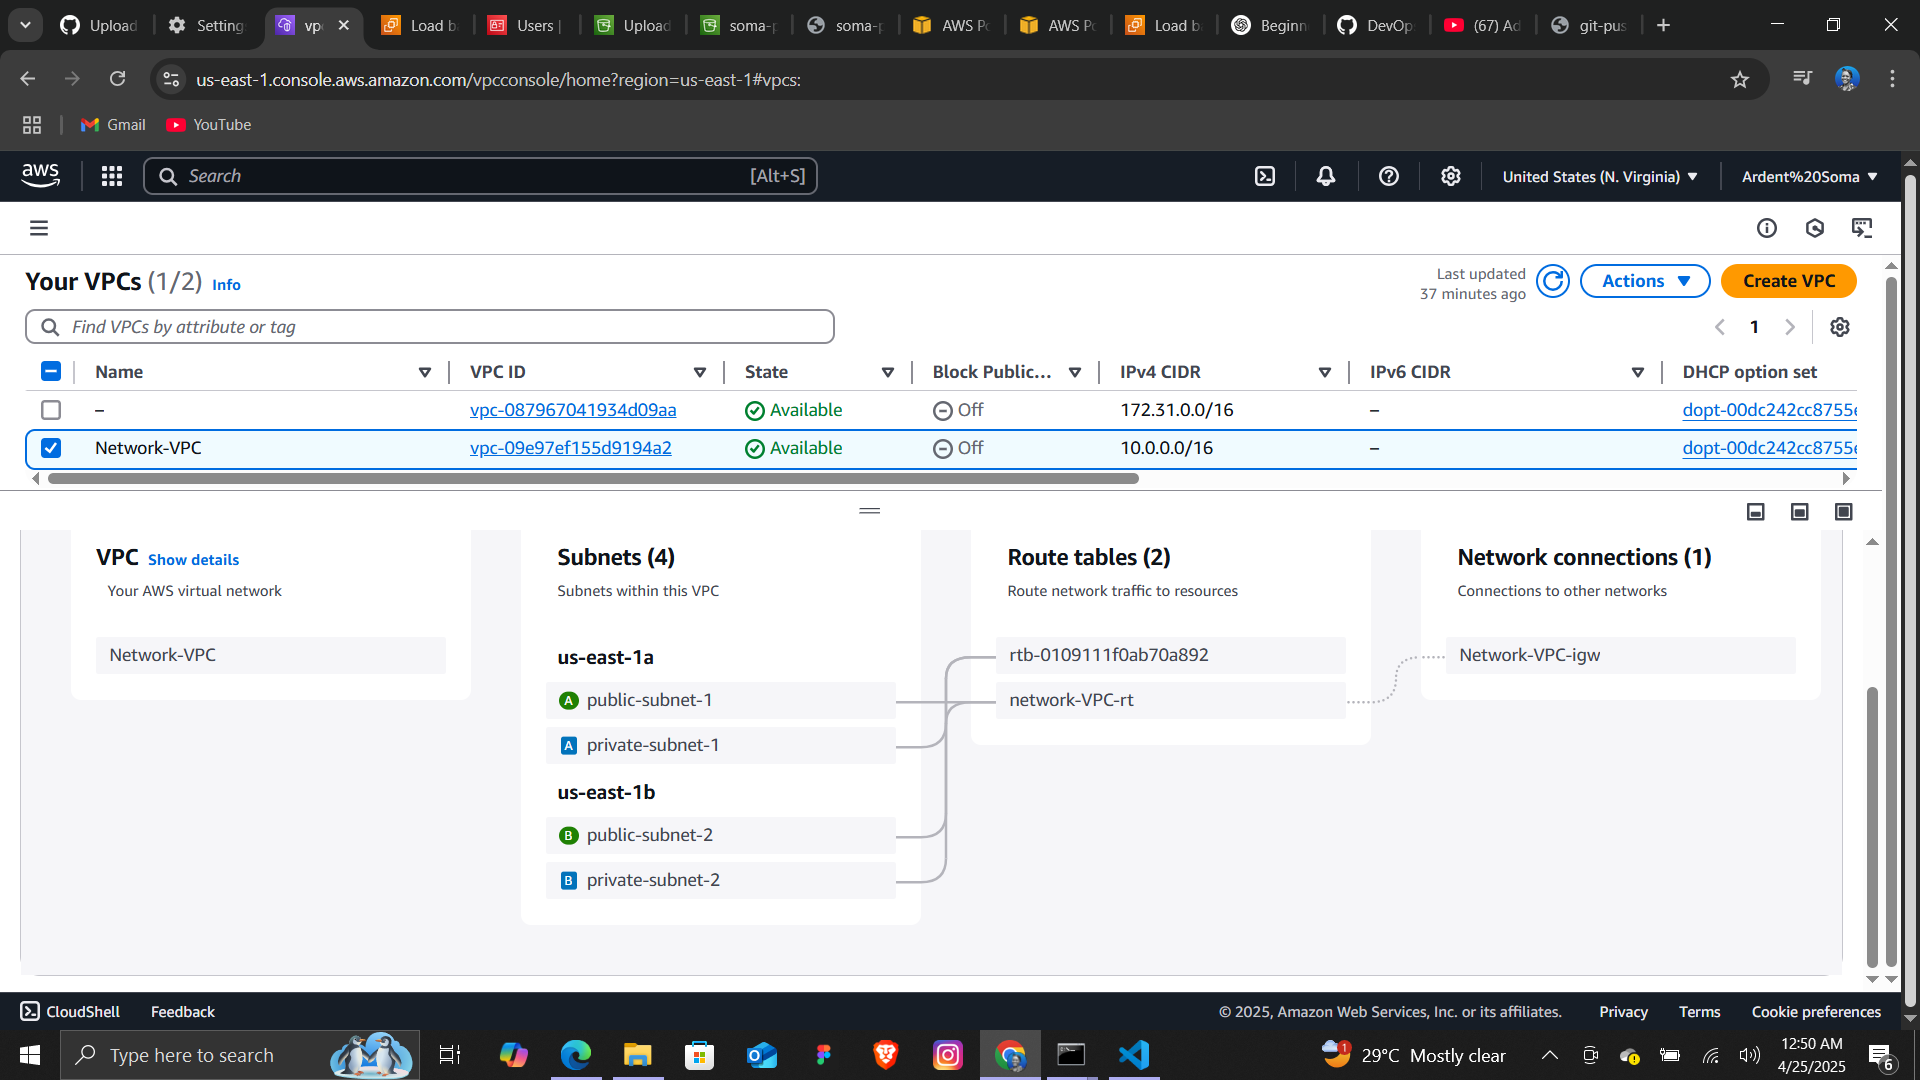 Upload
Settings
vpc
Load b
Users |
Upload
soma-p
soma-p
AWS Po
AWS Po
Load b
Beginn
DevOp
(67) Ad
git-pus
us-east-1.console.aws.amazon.com/vpcconsole/home?region=us-east-1#vpcs:
Gmail
YouTube
aws
Search
[Alt+S]
United States (N. Virginia)
Ardent%20Soma
Your VPCs (1/2) Info
Last updated
37 minutes ago
Actions
Create VPC
Find VPCs by attribute or tag
1
Name
VPC ID
State
Block Public...
IPv4 CIDR
IPv6 CIDR
DHCP option set
–
vpc-087967041934d09aa
Available
Off
172.31.0.0/16
–
dopt-00dc242cc8755e
Network-VPC
vpc-09e97ef155d9194a2
Available
Off
10.0.0.0/16
–
dopt-00dc242cc8755e
VPC Show details
Your AWS virtual network
Network-VPC
Subnets (4)
Subnets within this VPC
us-east-1a
A public-subnet-1
A private-subnet-1
us-east-1b
B public-subnet-2
B private-subnet-2
Route tables (2)
Route network traffic to resources
rtb-0109111f0ab70a892
network-VPC-rt
Network connections (1)
Connections to other networks
Network-VPC-igw
CloudShell
Feedback
© 2025, Amazon Web Services, Inc. or its affiliates.
Privacy
Terms
Cookie preferences
Type here to search
1
29°C Mostly clear
12:50 AM
4/25/2025
6